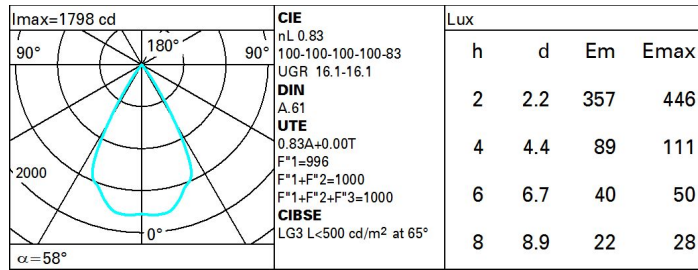 Imax=1798 cd
90°
180°
90°
2000
0°
α=58°
CIE
nL 0.83
100-100-100-100-83
UGR 16.1-16.1
DIN
A.61
UTE
0.83A+0.00T
F"1=996
F"1+F"2=1000
F"1+F"2+F"3=1000
CIBSE
LG3 L<500 cd/m² at 65°
Lux
h d Em Emax
2 2.2 357 446
4 4.4 89 111
6 6.7 40 50
8 8.9 22 28